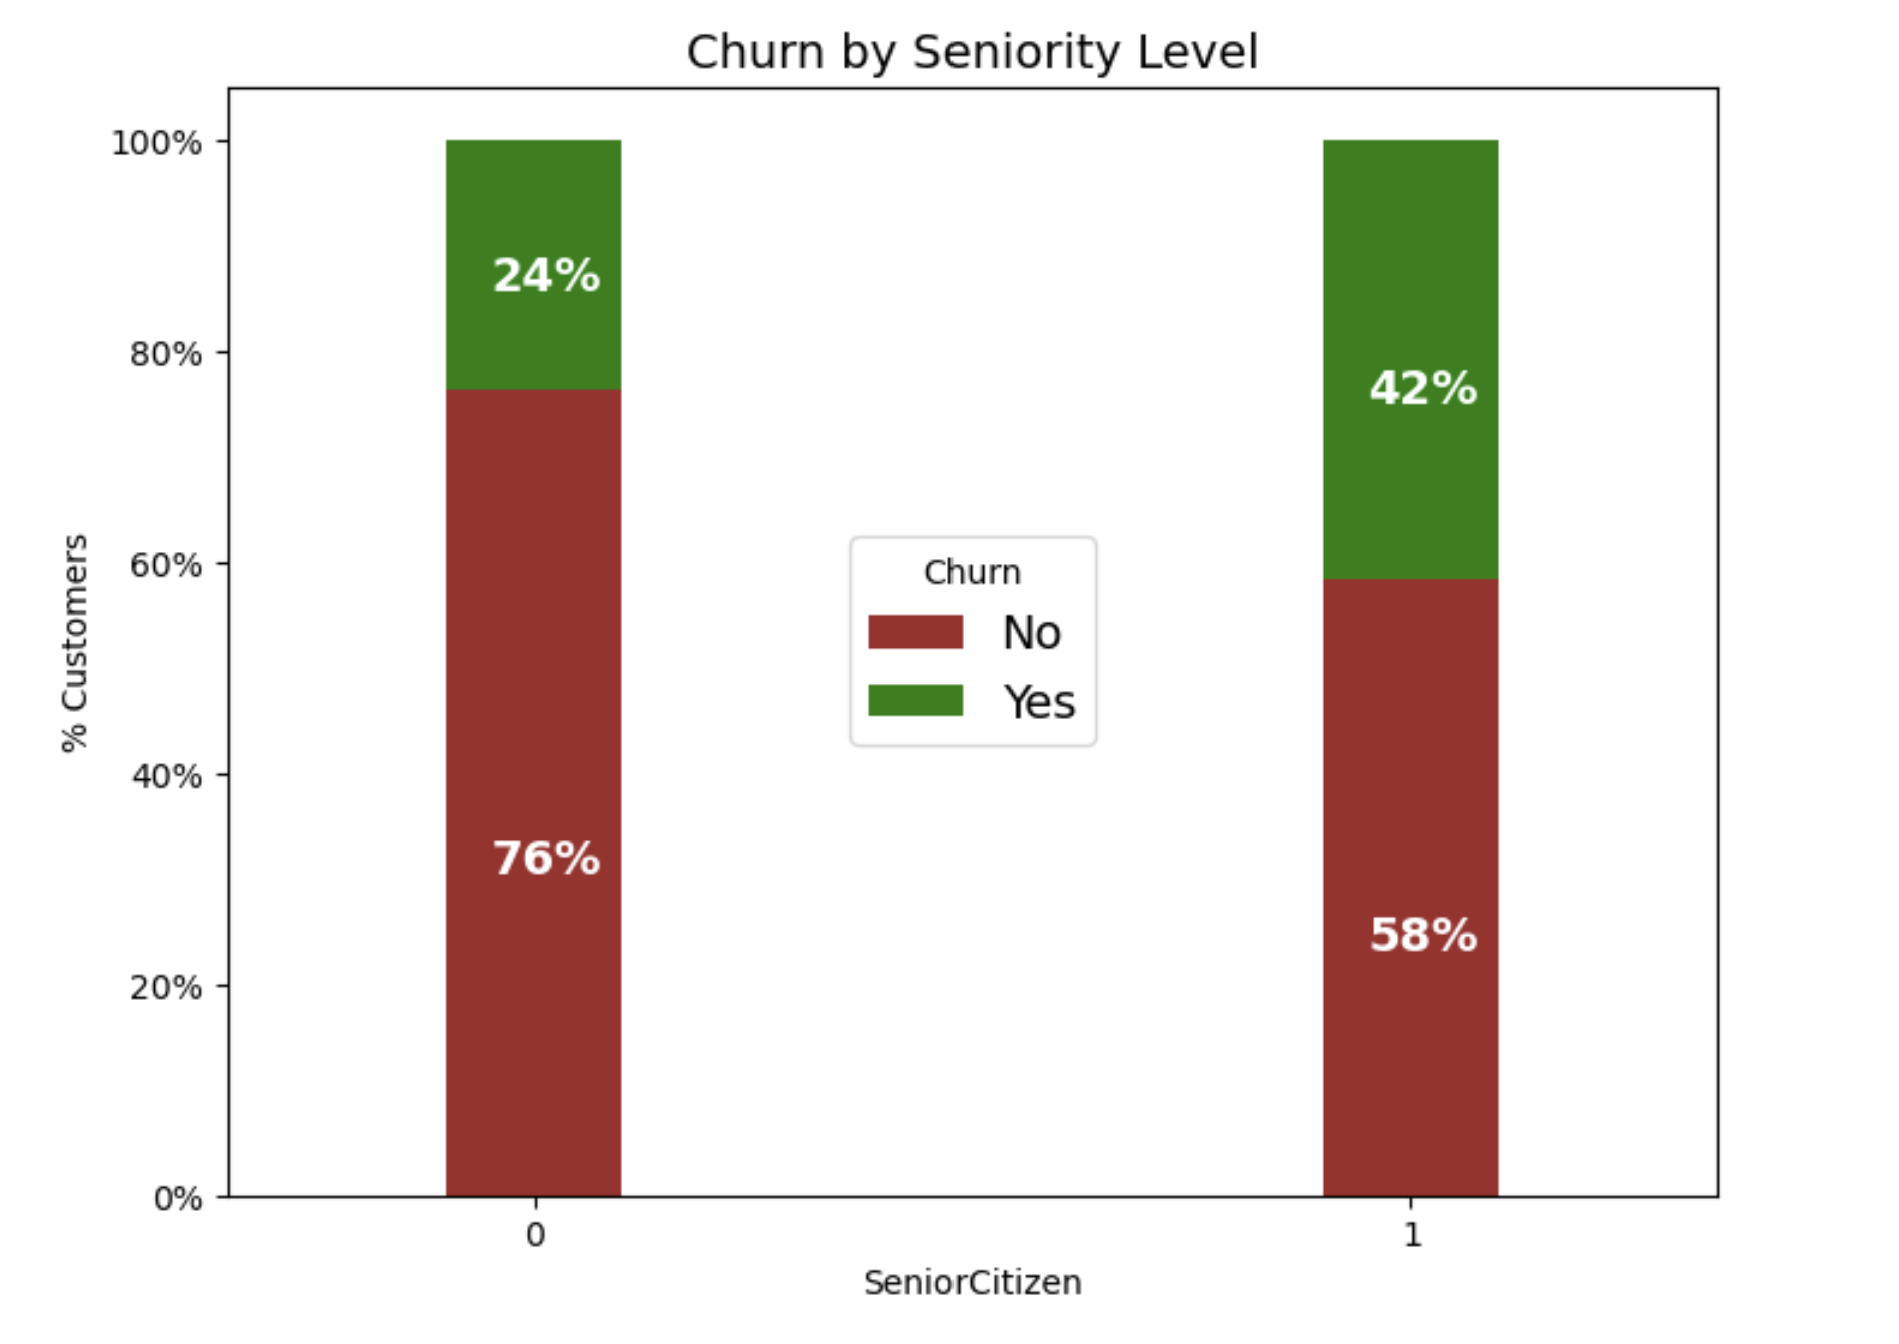 Churn by Seniority Level
100%
80%
60%
40%
20%
0%
% Customers
24%
76%
42%
58%
Churn
No
Yes
0
1
SeniorCitizen